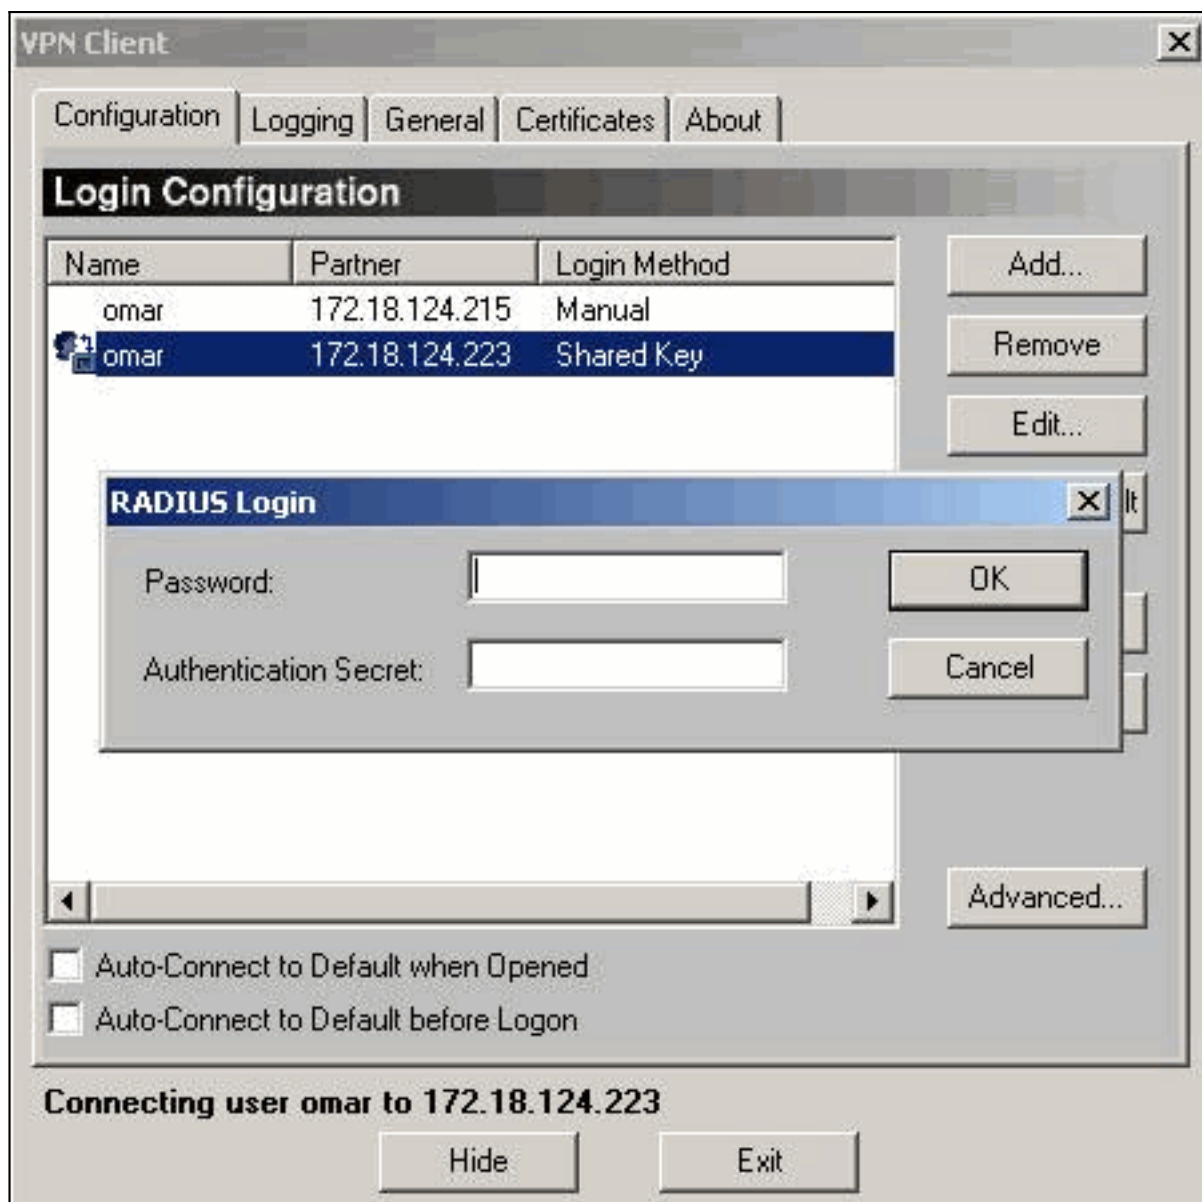 VPN Client
Configuration Logging General Certificates About
Login Configuration
Name Partner Login Method
omar 172.18.124.215 Manual
omar 172.18.124.223 Shared Key
Add...
Remove
Edit...
lt
RADIUS Login
Password:
OK
Authentication Secret:
Cancel
Advanced...
Auto-Connect to Default when Opened
Auto-Connect to Default before Logon
Connecting user omar to 172.18.124.223
Hide Exit